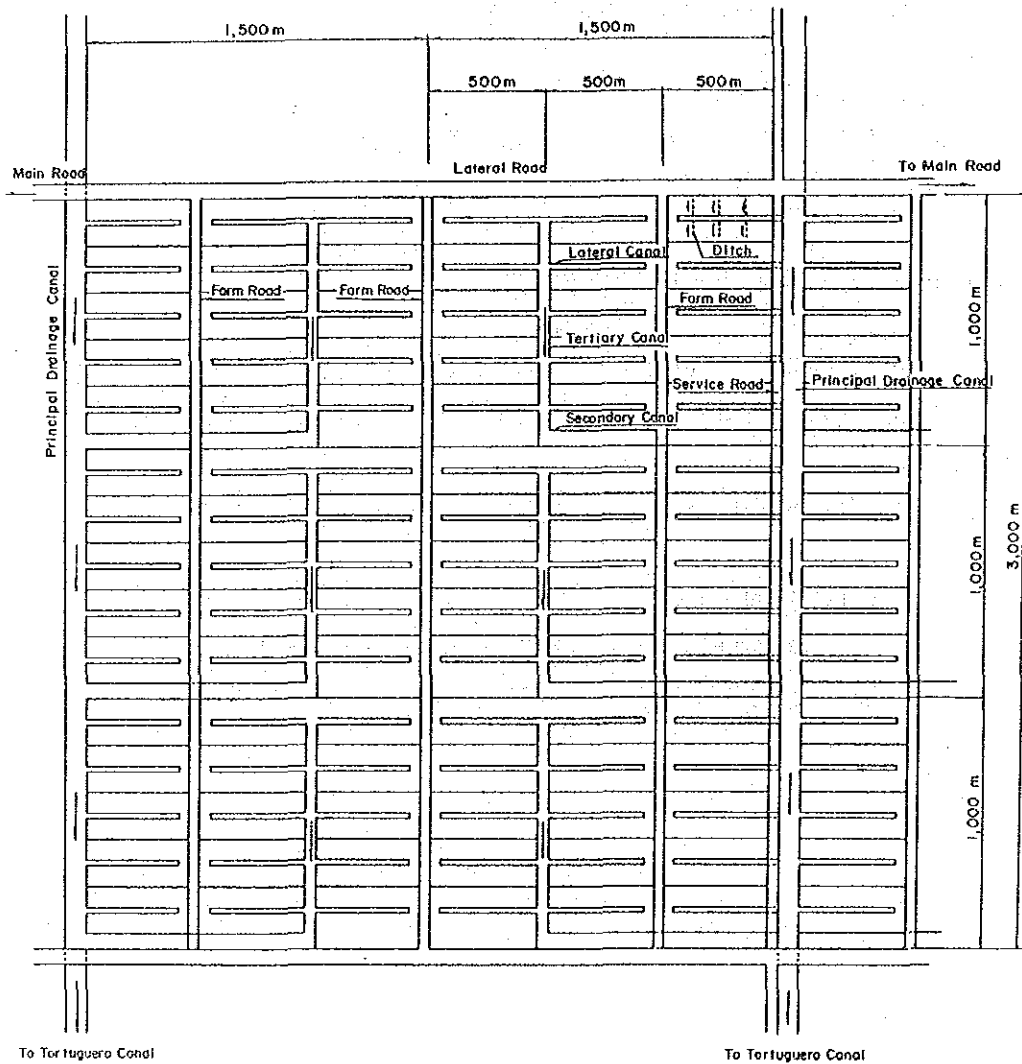 1,500m
1,500m
500m
500m
500m
Main Road
Lateral Road
To Main Road
Lateral Canal
Ditch
Farm Road
Farm Road
Farm Road
1,000m
Principal Drainage Canal
Tertiary Canal
Service Road
Principal Drainage Canal
Secondary Canal
1,000m
3,000 m
1,000 m
To Tortuguero Canal
To Tortuguero Canal